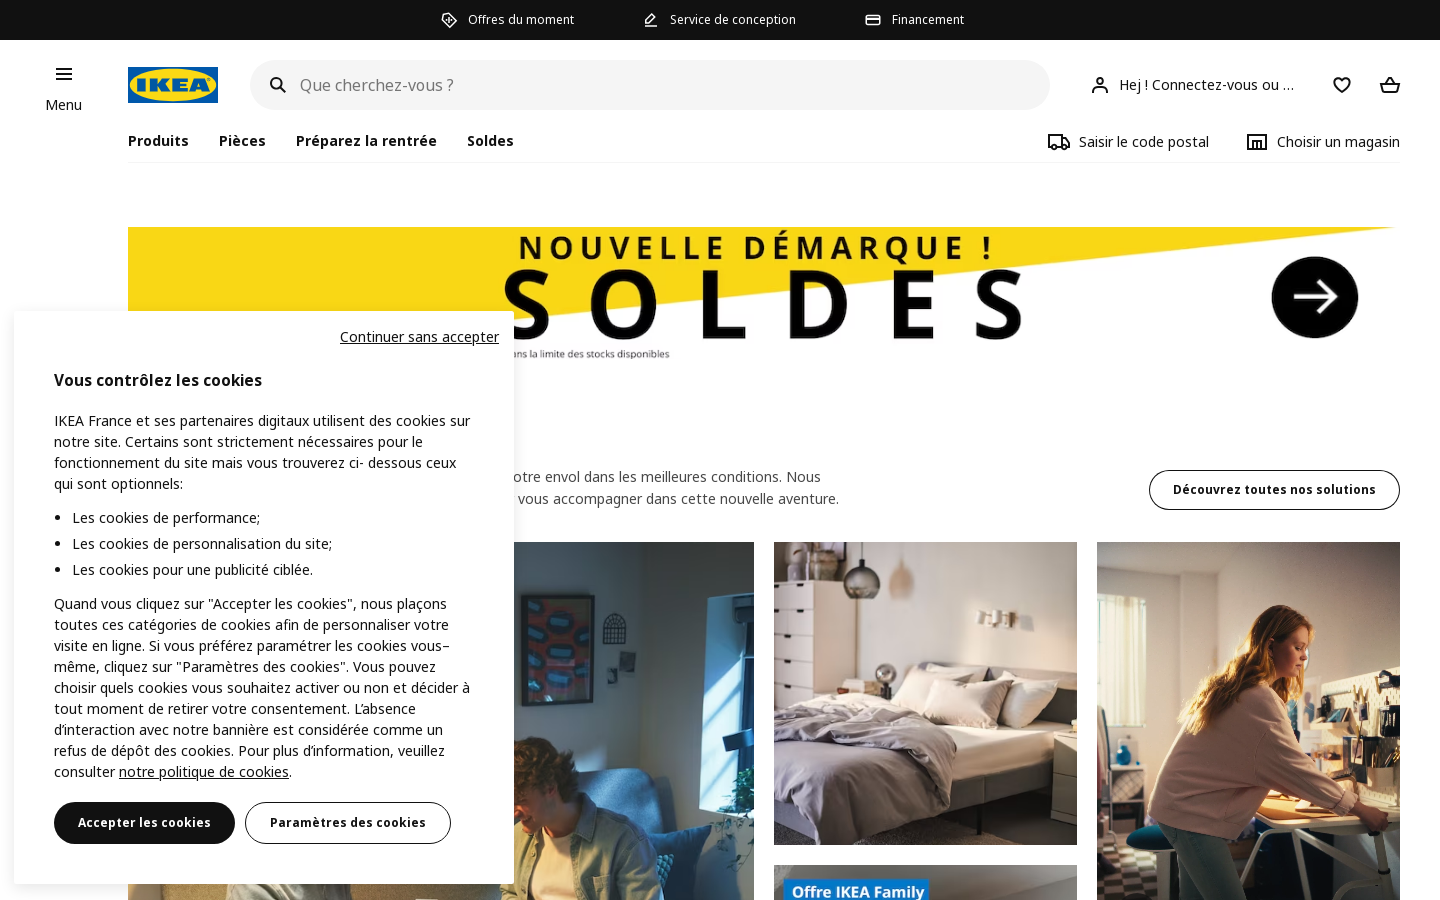 Offres du moment
Service de conception
Financement
Menu
IKEA
Que cherchez-vous ?
Hej ! Connectez-vous ou ...
Produits
Pièces
Préparez la rentrée
Soldes
Saisir le code postal
Choisir un magasin
NOUVELLE DÉMARQUE !
SOLDES
dans la limite des stocks disponibles
Continuer sans accepter
Vous contrôlez les cookies
IKEA France et ses partenaires digitaux utilisent des cookies sur
notre site. Certains sont strictement nécessaires pour le
fonctionnement du site mais vous trouverez ci- dessous ceux
qui sont optionnels:
• Les cookies de performance;
• Les cookies de personnalisation du site;
• Les cookies pour une publicité ciblée.
Quand vous cliquez sur "Accepter les cookies", nous plaçons
toutes ces catégories de cookies afin de personnaliser votre
visite en ligne. Si vous préférez paramétrer les cookies vous–
même, cliquez sur "Paramètres des cookies". Vous pouvez
choisir quels cookies vous souhaitez activer ou non et décider à
tout moment de retirer votre consentement. L’absence
d’interaction avec notre bannière est considérée comme un
refus de dépôt des cookies. Pour plus d’information, veuillez
consulter notre politique de cookies.
Accepter les cookies
Paramètres des cookies
otre envol dans les meilleures conditions. Nous
vous accompagner dans cette nouvelle aventure.
Découvrez toutes nos solutions
Offre IKEA Family